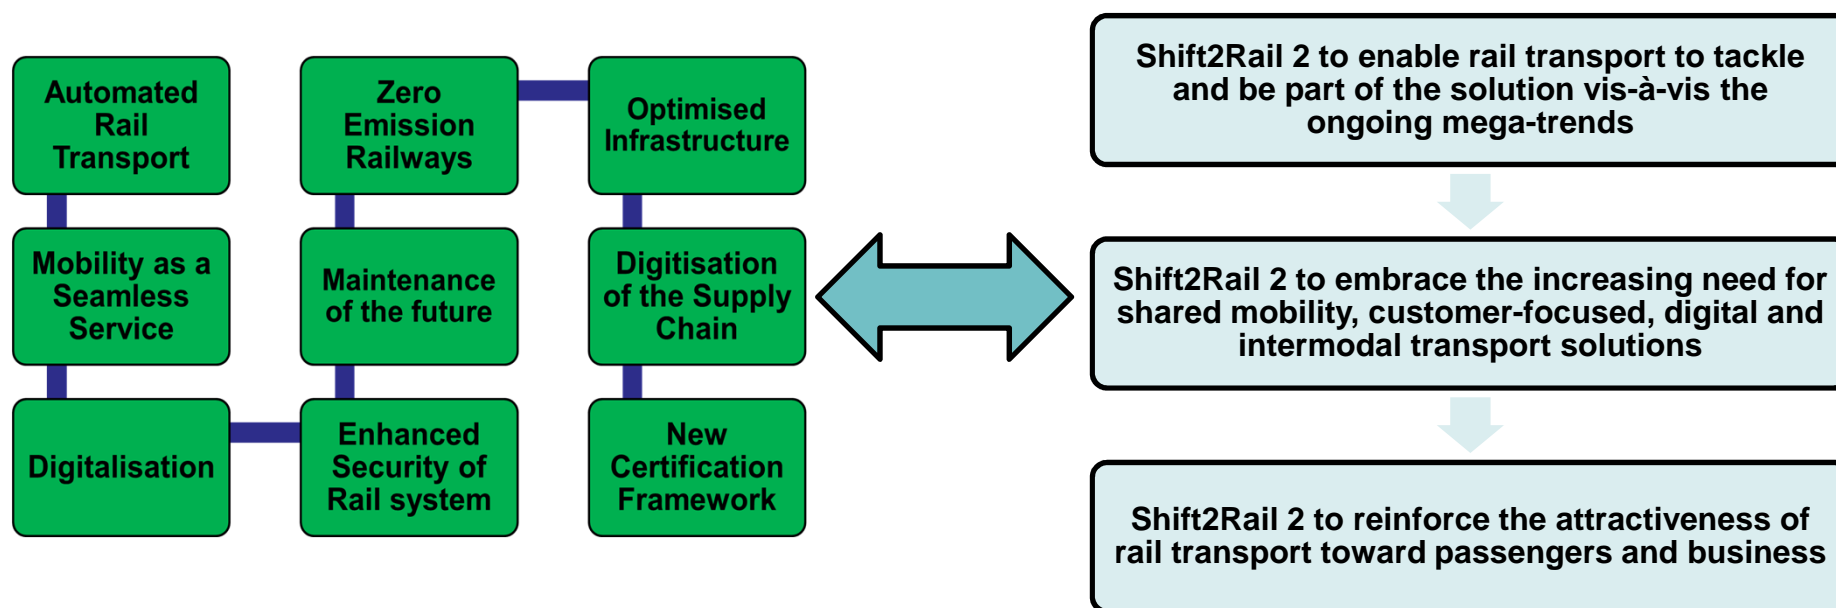 Automated
Rail
Transport
Mobility as a
Seamless
Service
Digitalisation
Enhanced
Security of
Rail system
Maintenance
of the future
Zero
Emission
Railways
Optimised
Infrastructure
Digitisation
of the Supply
Chain
New
Certification
Framework
Shift2Rail 2 to enable rail transport to tackle
and be part of the solution vis-à-vis the
ongoing mega-trends
Shift2Rail 2 to embrace the increasing need for
shared mobility, customer-focused, digital and
intermodal transport solutions
Shift2Rail 2 to reinforce the attractiveness of
rail transport toward passengers and business